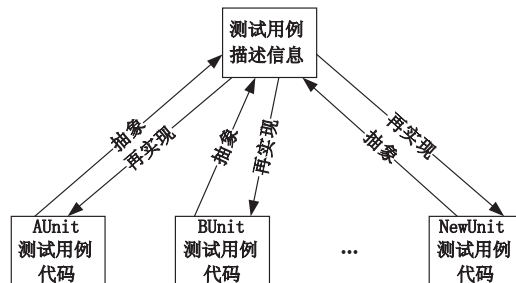 测试用例
描述信息
抽象
再实现
抽象
再实现
再实现
抽象
AUnit
测试用例
代码
BUnit
测试用例
代码
...
NewUnit
测试用例
代码